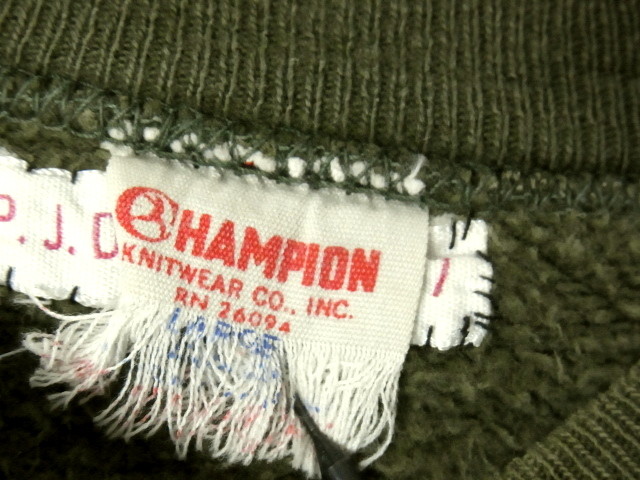 P. J. O
CHAMPION
KNITWEAR CO., INC.
RN 26094
LARGE